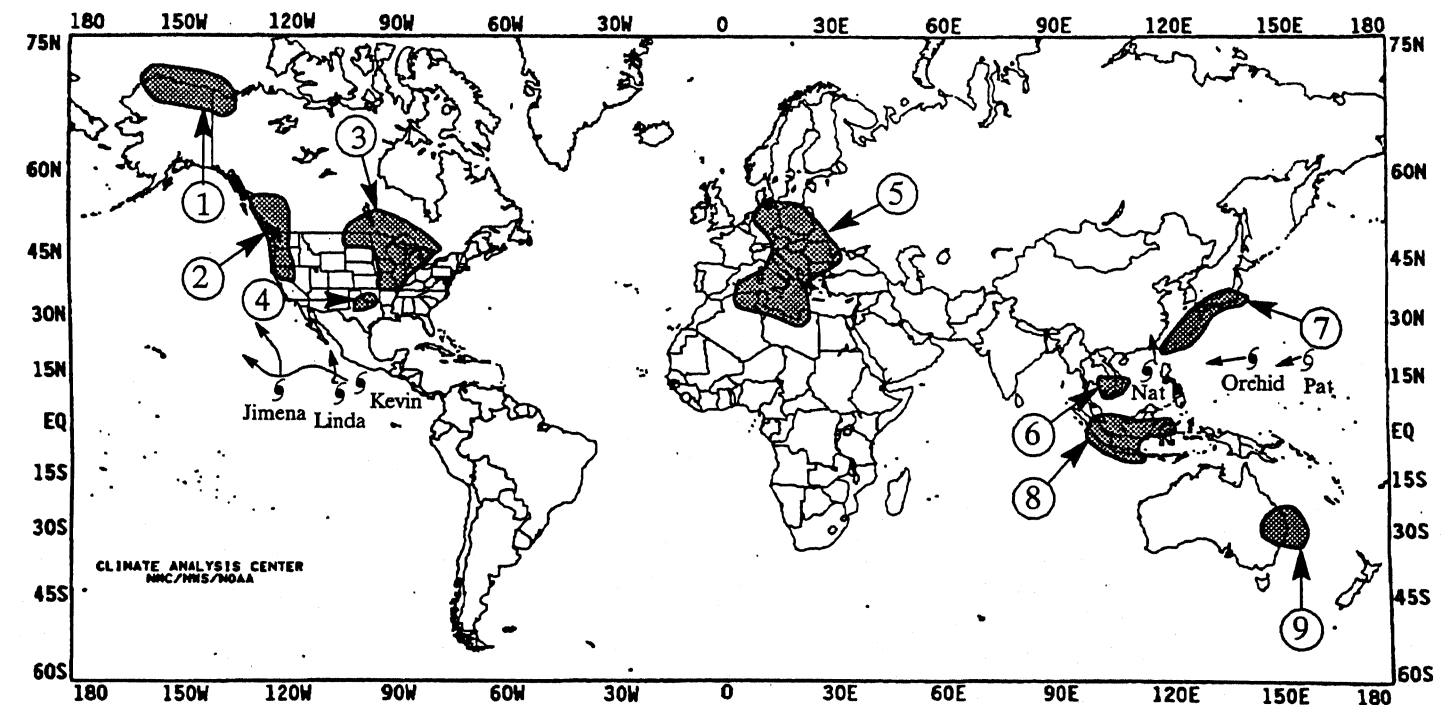 180 150W 120W 90W 60W 30W 0 30E 60E 90E 120E 150E 180
75N 75N
3
60N 60N
1
5
45N 45N
2
4
30N 30N
7
15N 15N
Orchid Pat
Jimena Linda Kevin Nat
EQ EQ
6
8
15S 15S
30S 30S
CLIMATE ANALYSIS CENTER
NMC/NWS/NOAA
45S 45S
9
60S 60S
180 150W 120W 90W 60W 30W 0 30E 60E 90E 120E 150E 180